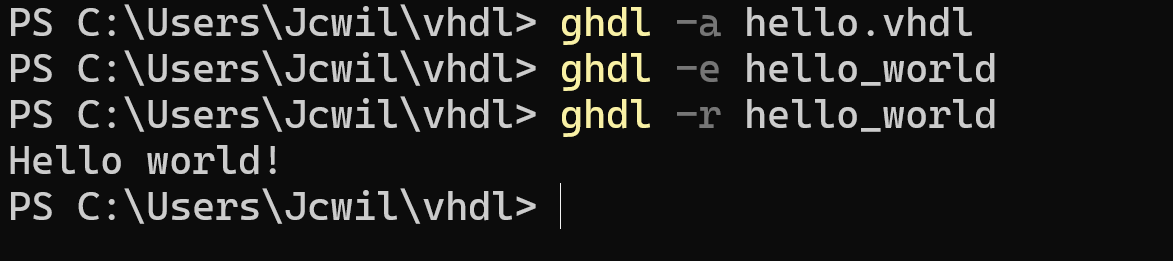 PS C:\Users\Jcwil\vhdl> ghdl -a hello.vhdl
PS C:\Users\Jcwil\vhdl> ghdl -e hello_world
PS C:\Users\Jcwil\vhdl> ghdl -r hello_world
Hello world!
PS C:\Users\Jcwil\vhdl>